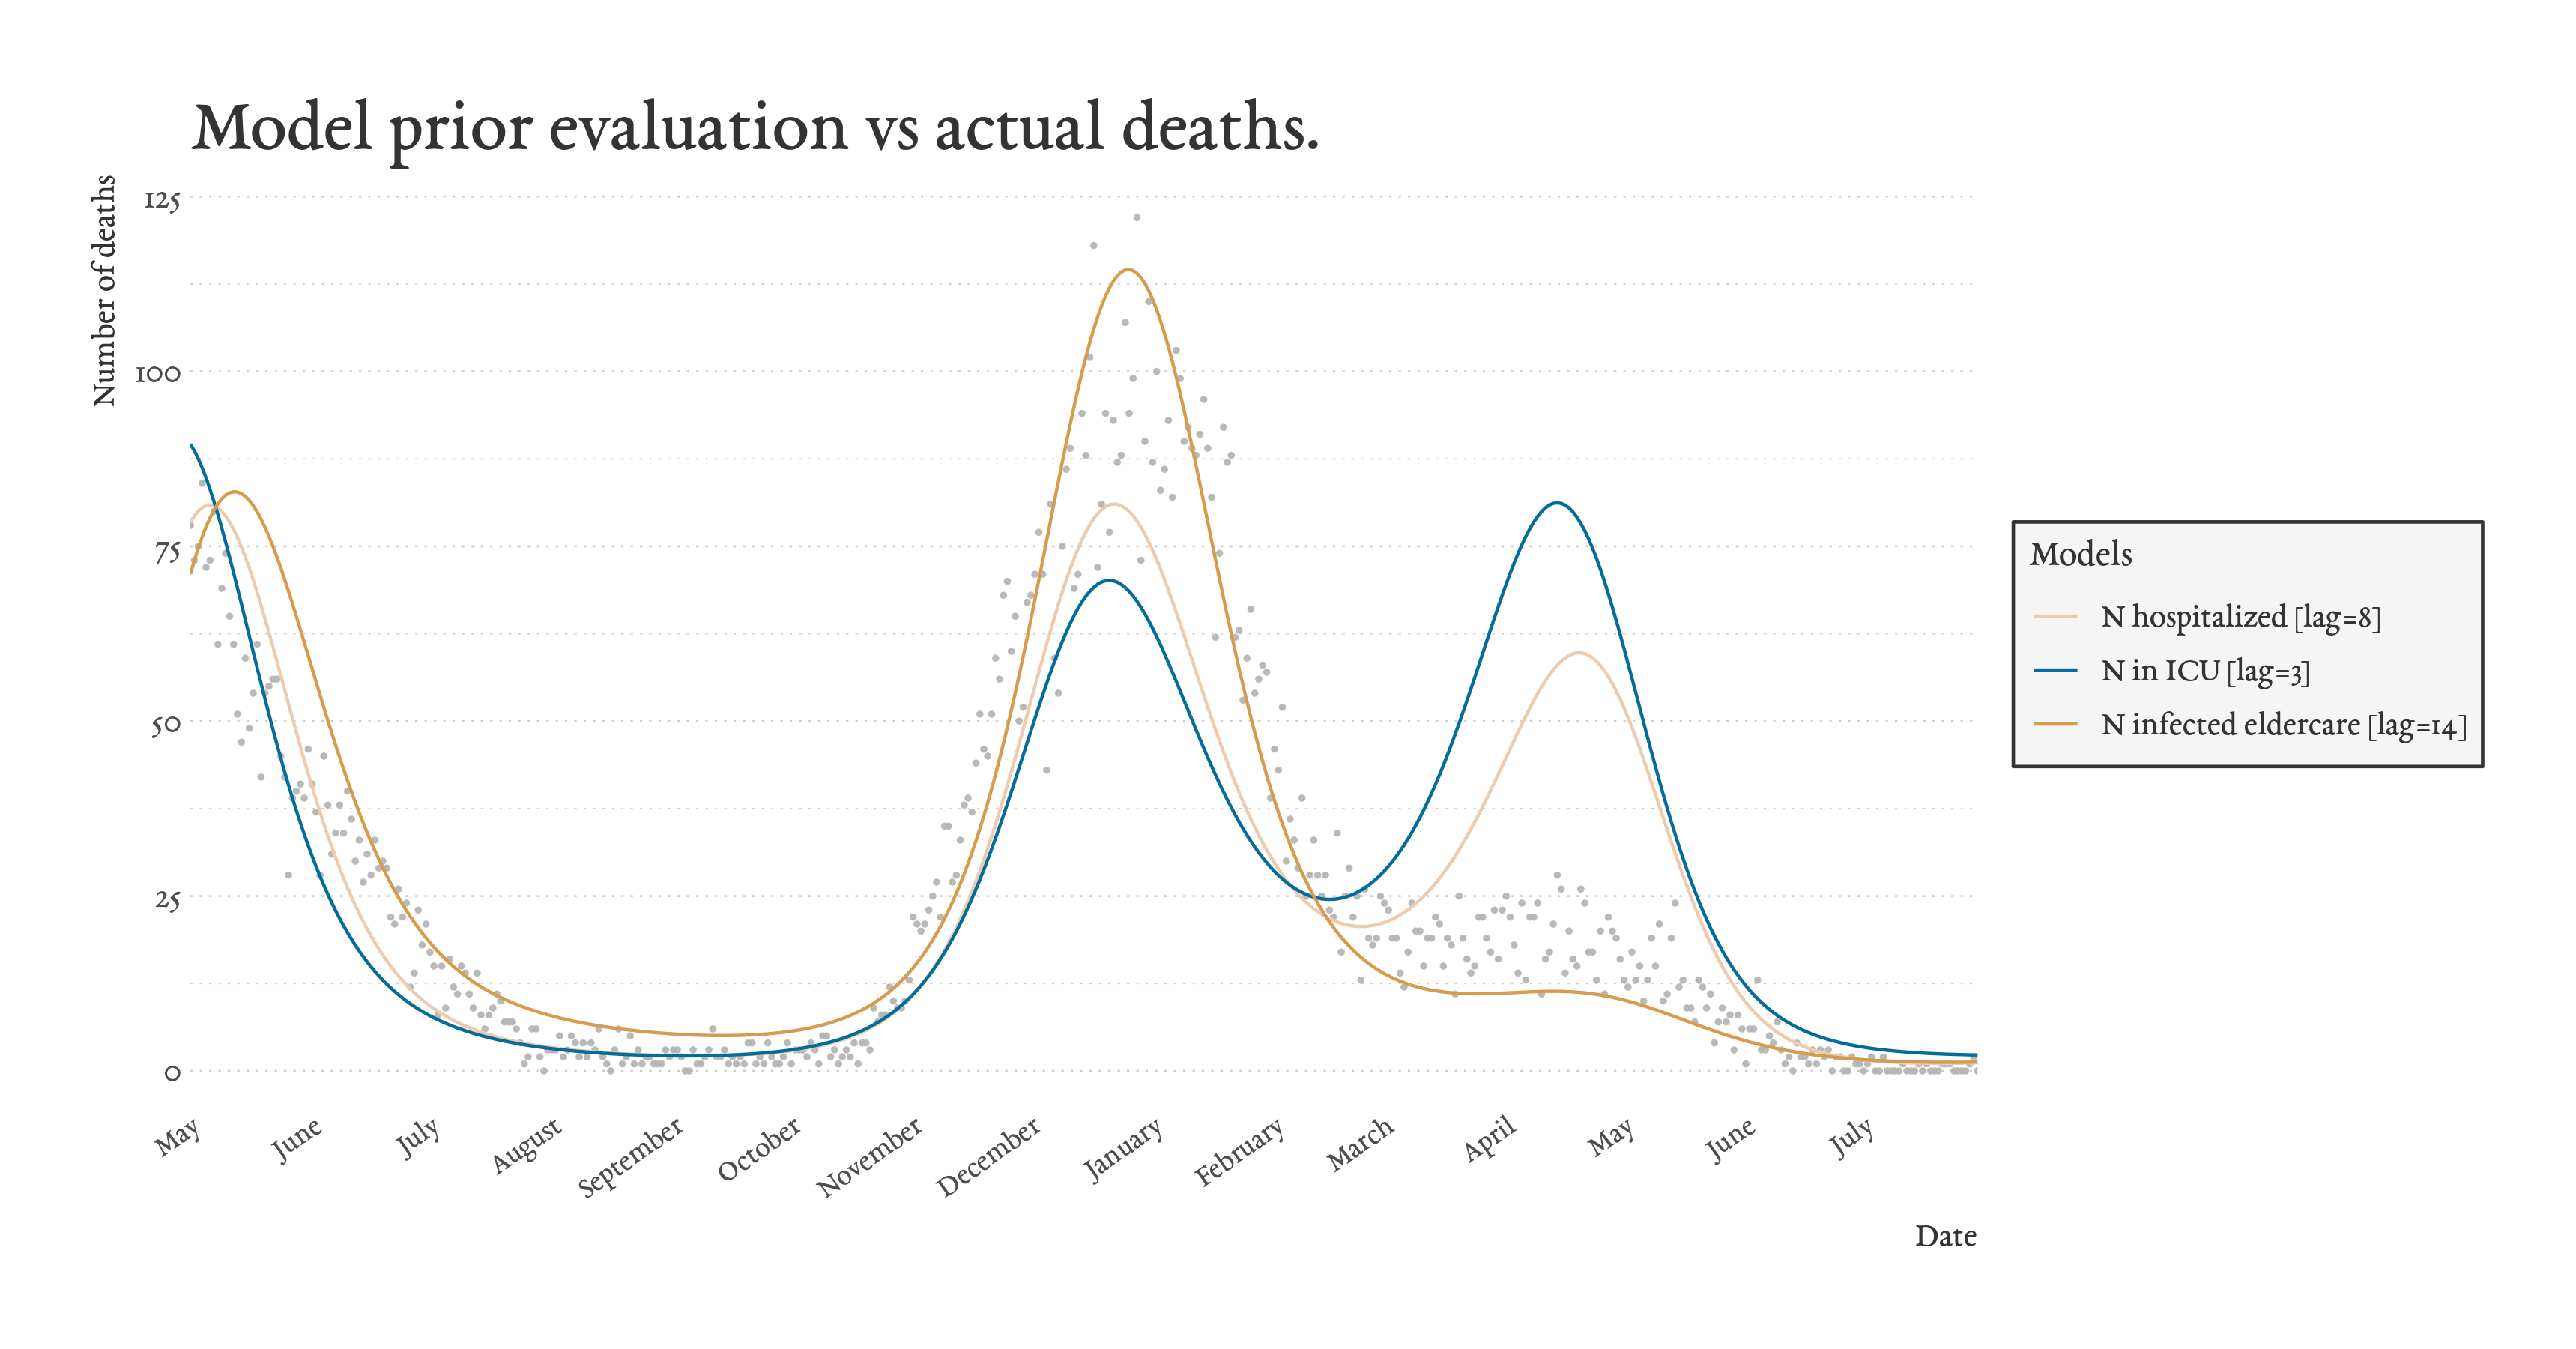 Model prior evaluation vs actual deaths.
Number of deaths
125
100
75
50
25
0
May
June
July
August
September
October
November
December
January
February
March
April
May
June
July
Date
Models
N hospitalized [lag=8]
N in ICU [lag=3]
N infected eldercare [lag=14]